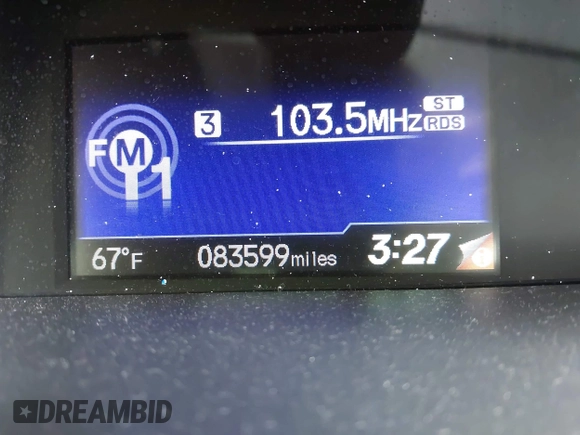 3 103.5MHz ST
RDS
FM
1
67°F 083599miles 3:27
DREAMBID